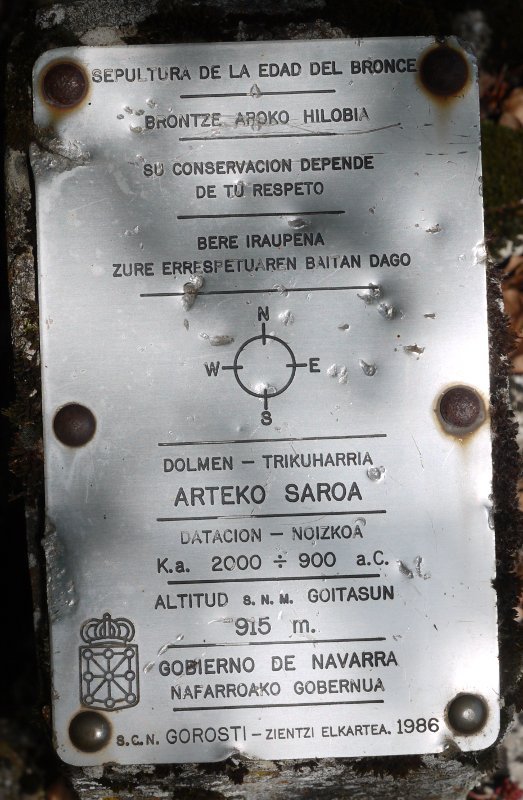 SEPULTURA DE LA EDAD DEL BRONCE
BRONTZE AROKO HILOBIA
SU CONSERVACION DEPENDE
DE TU RESPETO
BERE IRAUPENA
ZURE ERRESPETUAREN BAITAN DAGO
N
W E
S
DOLMEN - TRIKUHARRIA
ARTEKO SAROA
DATACION - NOIZKOA
K.a. 2000 ÷ 900 a.C.
ALTITUD S.N.M. GOITASUN
915 m.
GOBIERNO DE NAVARRA
NAFARROAKO GOBERNUA
S.C.N. GOROSTI - ZIENTZI ELKARTEA. 1986